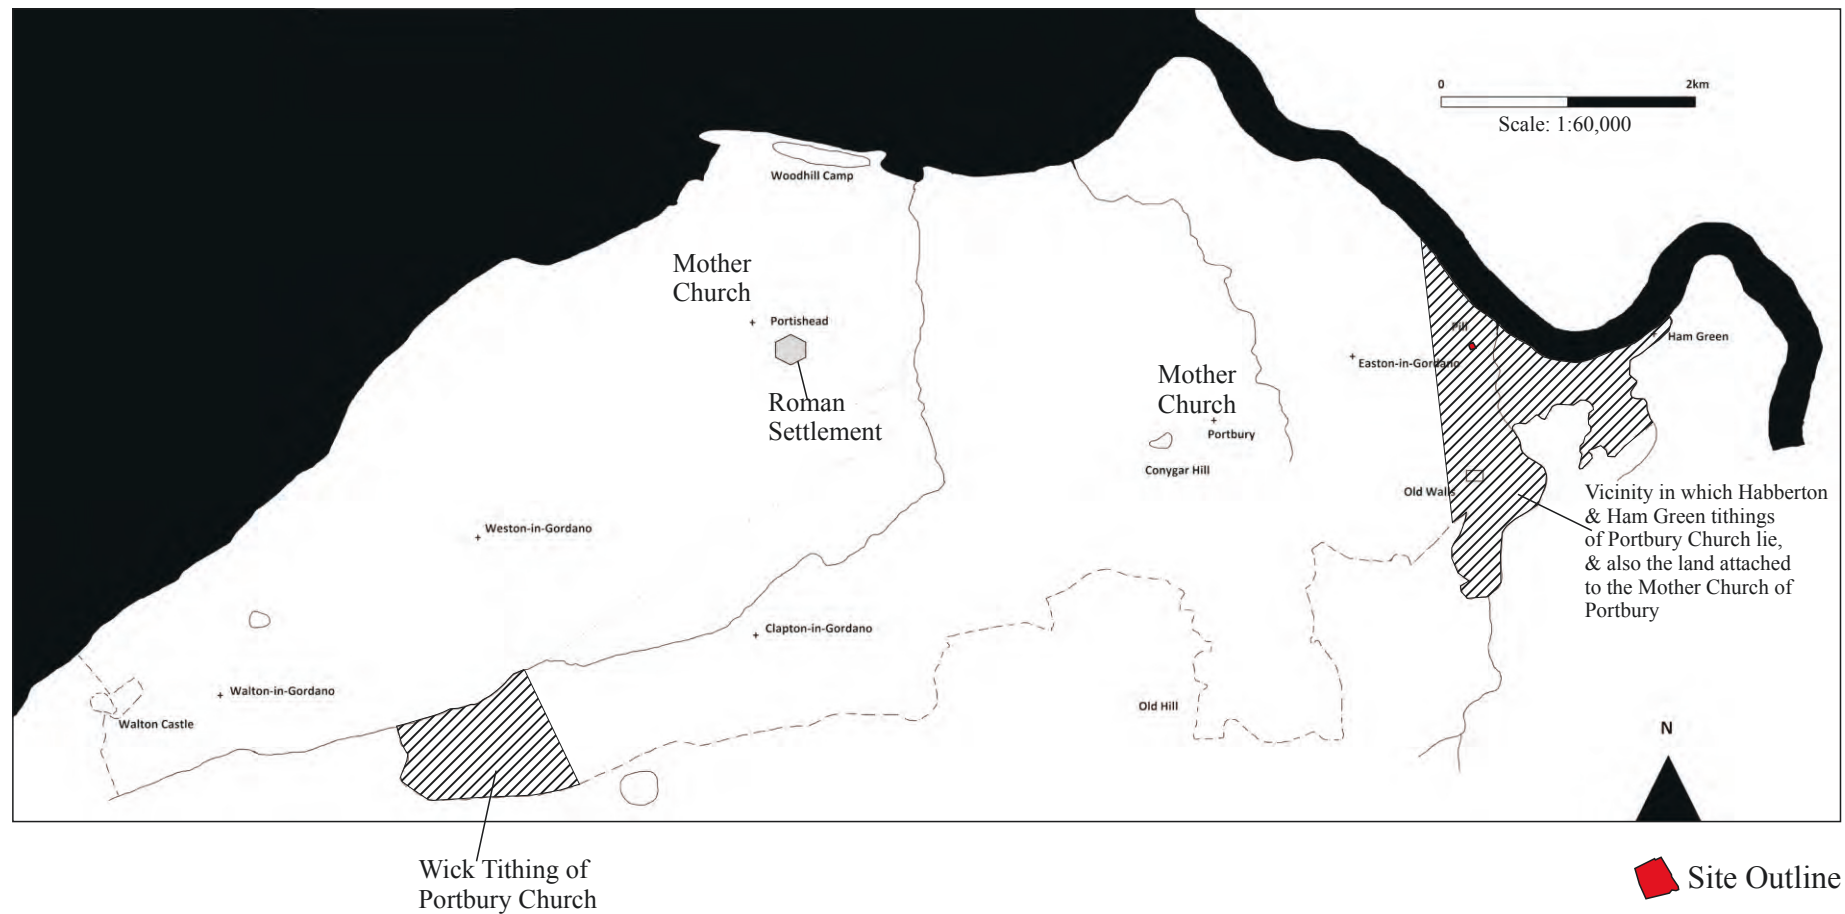 0 2km
Scale: 1:60,000
Woodhill Camp
Mother
Church
Portishead
Roman
Settlement
Pill
Ham Green
Easton-in-Gordano
Mother
Church
Portbury
Conygar Hill
Old Walls
Vicinity in which Habberton
& Ham Green tithings
of Portbury Church lie,
& also the land attached
to the Mother Church of
Portbury
Weston-in-Gordano
Clapton-in-Gordano
Walton-in-Gordano
Walton Castle
Old Hill
N
Wick Tithing of
Portbury Church
Site Outline